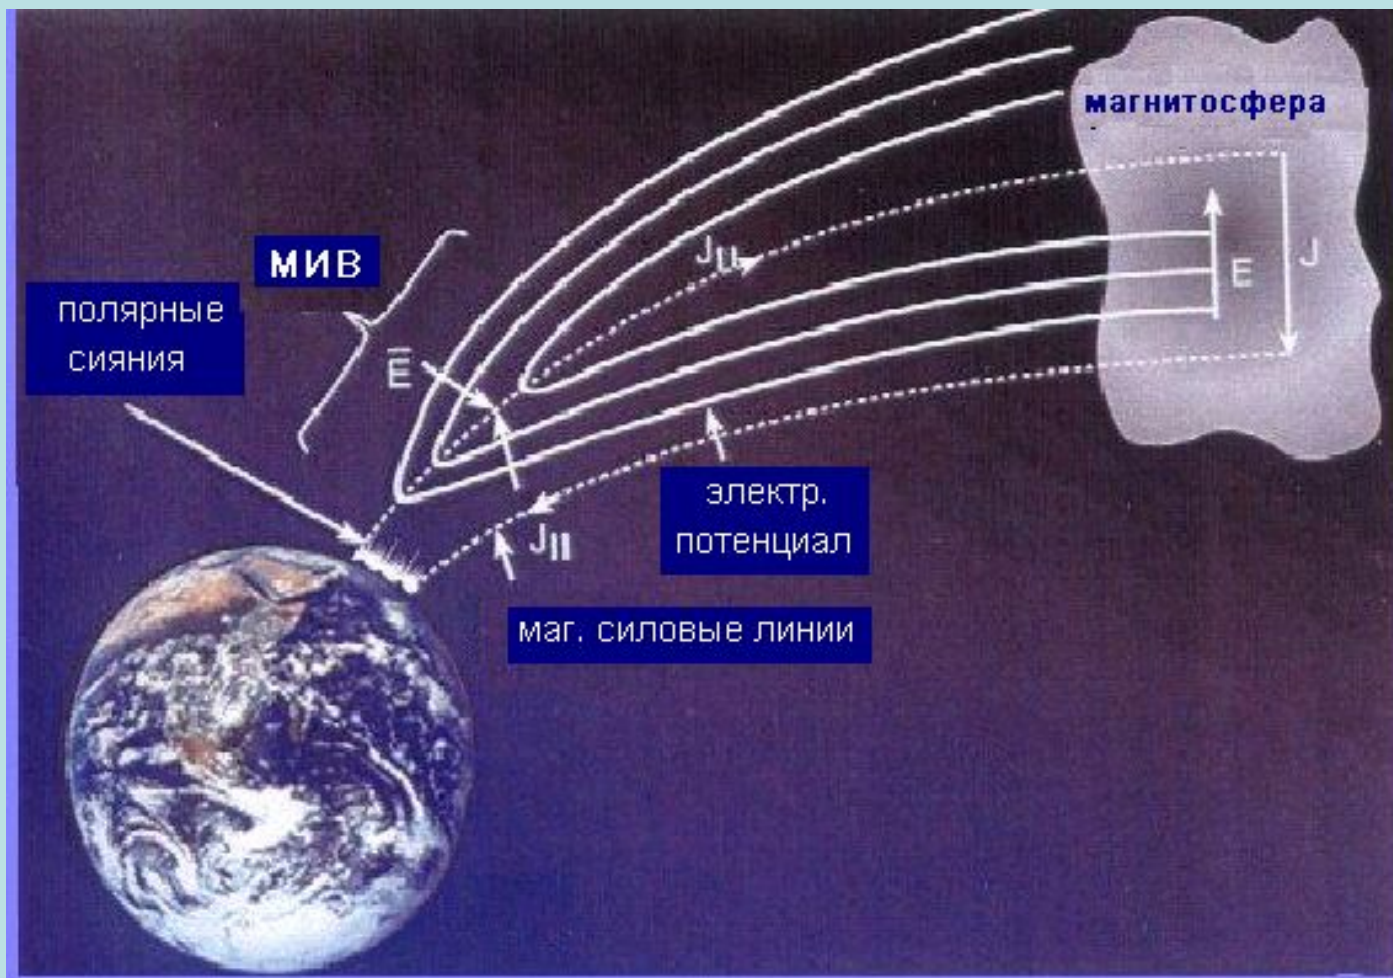 магнитосфера
МИВ
полярные
сияния
J||
E
J
Ē
электр.
потенциал
J||
маг. силовые линии